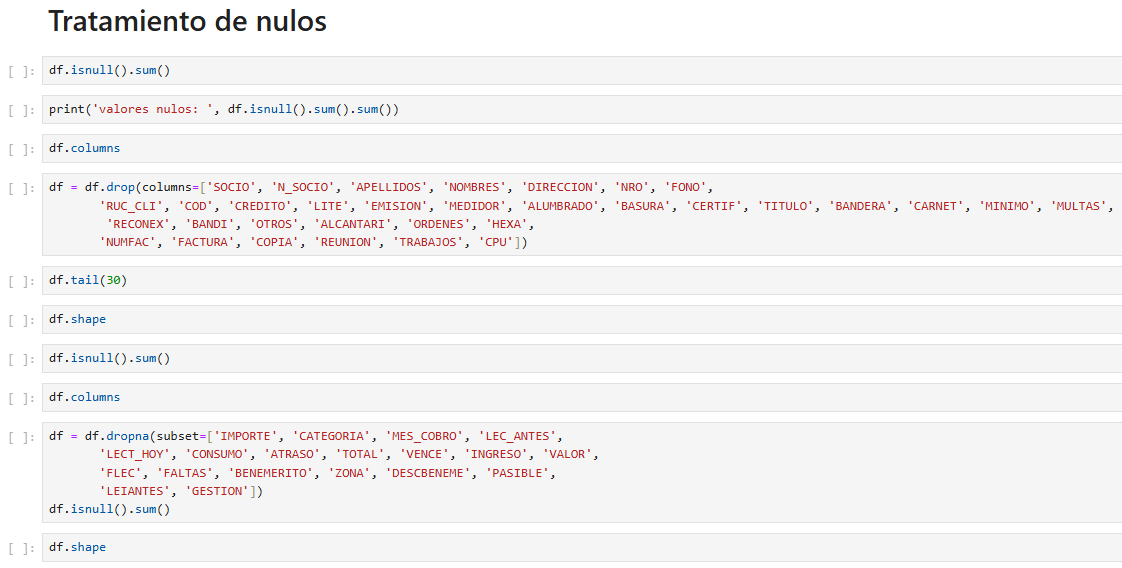 Tratamiento de nulos
[ ]: df.isnull().sum()
[ ]: print('valores nulos: ', df.isnull().sum().sum())
[ ]: df.columns
[ ]: df = df.drop(columns=['SOCIO', 'N_SOCIO', 'APELLIDOS', 'NOMBRES', 'DIRECCION', 'NRO', 'FONO',
'RUC_CLI', 'COD', 'CREDITO', 'LITE', 'EMISION', 'MEDIDOR', 'ALUMBRADO', 'BASURA', 'CERTIF', 'TITULO', 'BANDERA', 'CARNET', 'MINIMO', 'MULTAS',
'RECONEX', 'BANDI', 'OTROS', 'ALCANTARI', 'ORDENES', 'HEXA',
'NUMFAC', 'FACTURA', 'COPIA', 'REUNION', 'TRABAJOS', 'CPU'])
[ ]: df.tail(30)
[ ]: df.shape
[ ]: df.isnull().sum()
[ ]: df.columns
[ ]: df = df.dropna(subset=['IMPORTE', 'CATEGORIA', 'MES_COBRO', 'LEC_ANTES',
'LECT_HOY', 'CONSUMO', 'ATRASO', 'TOTAL', 'VENCE', 'INGRESO', 'VALOR',
'FLEC', 'FALTAS', 'BENEMERITO', 'ZONA', 'DESCBENEME', 'PASIBLE',
'LEIANTES', 'GESTION'])
df.isnull().sum()
[ ]: df.shape